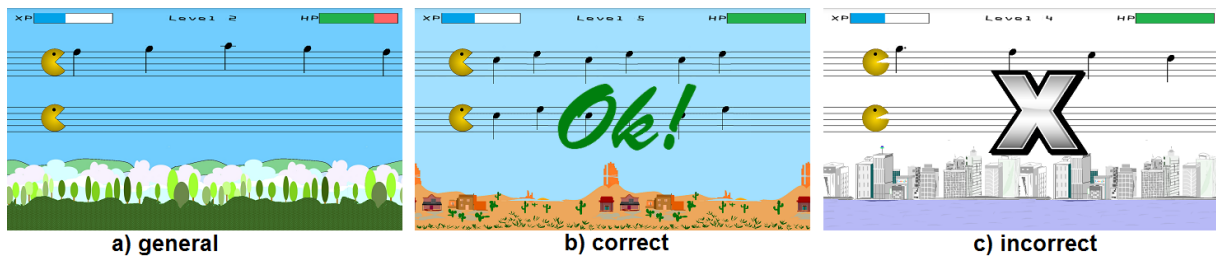 XP Level 2 HP
XP Level 5 HP
Ok!
XP Level 4 HP
X
a) general
b) correct
c) incorrect